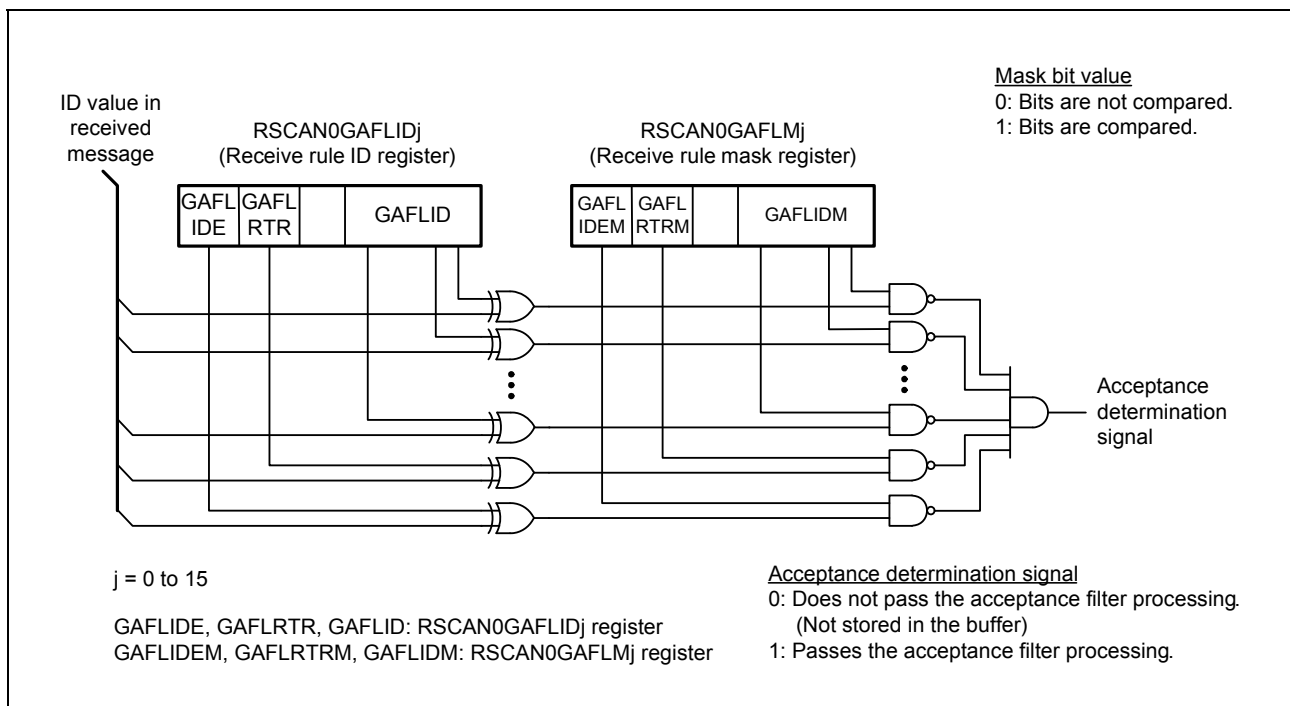 Mask bit value
0: Bits are not compared.
1: Bits are compared.
ID value in
received
message
RSCAN0GAFLIDj
(Receive rule ID register)
RSCAN0GAFLMj
(Receive rule mask register)
GAFL
IDE
GAFL
RTR
GAFLID
GAFL
IDEM
GAFL
RTRM
GAFLIDM
Acceptance
determination
signal
j = 0 to 15
GAFLIDE, GAFLRTR, GAFLID: RSCAN0GAFLIDj register
GAFLIDEM, GAFLRTRM, GAFLIDM: RSCAN0GAFLMj register
Acceptance determination signal
0: Does not pass the acceptance filter processing.
(Not stored in the buffer)
1: Passes the acceptance filter processing.